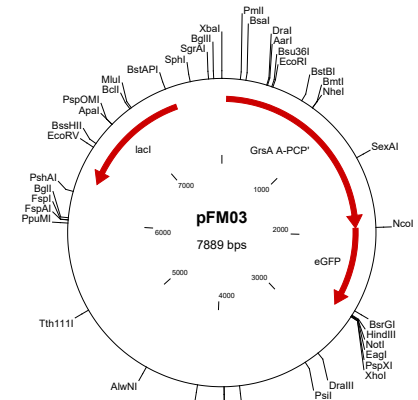 PmlI
BsaI
XbaI
BglII
SgrAI
SphI
BstAPI
MluI
BclI
PspOMI
ApaI
BssHII
EcoRV
PshAI
BglI
FspI
FspAI
PpuMI
Tth111I
AlwNI
DraI
AarI
Bsu36I
EcoRI
BstBI
BmtI
NheI
SexAI
NcoI
BsrGI
HindIII
NotI
EagI
PspXI
XhoI
DraIII
PsiI
lacI
GrsA A-PCP'
eGFP
pFM03
7889 bps
1000
2000
3000
4000
5000
6000
7000